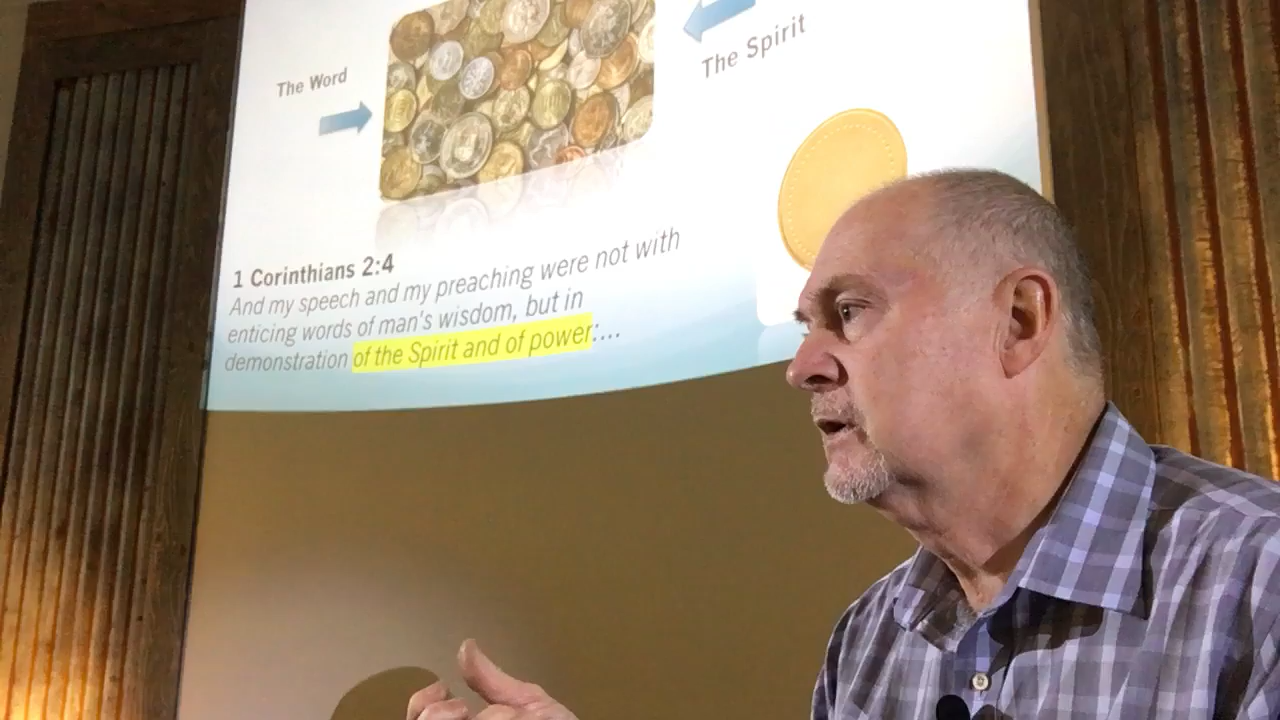 The Word
The Spirit
1 Corinthians 2:4
And my speech and my preaching were not with
enticing words of man's wisdom, but in
demonstration of the Spirit and of power:...